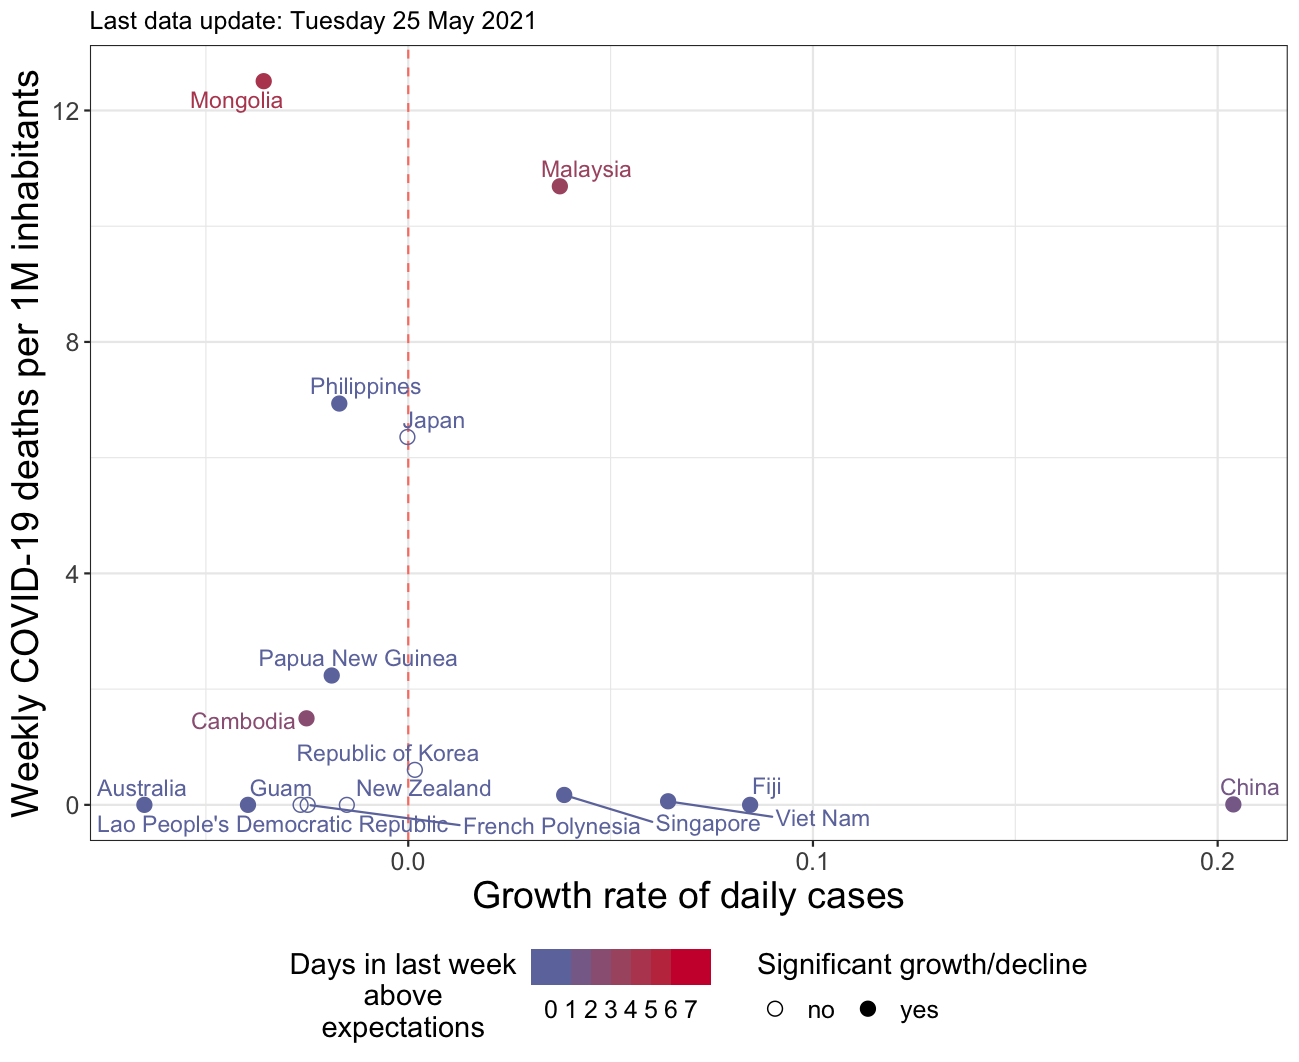 Last data update: Tuesday 25 May 2021
Weekly COVID-19 deaths per 1M inhabitants
12
8
4
0
Mongolia
Malaysia
Philippines
Japan
Papua New Guinea
Cambodia
Republic of Korea
Australia
Guam
New Zealand
Fiji
China
Lao People's Democratic Republic
French Polynesia
Singapore
Viet Nam
0.0
0.1
0.2
Growth rate of daily cases
Days in last week
above
expectations
0 1 2 3 4 5 6 7
Significant growth/decline
no
yes